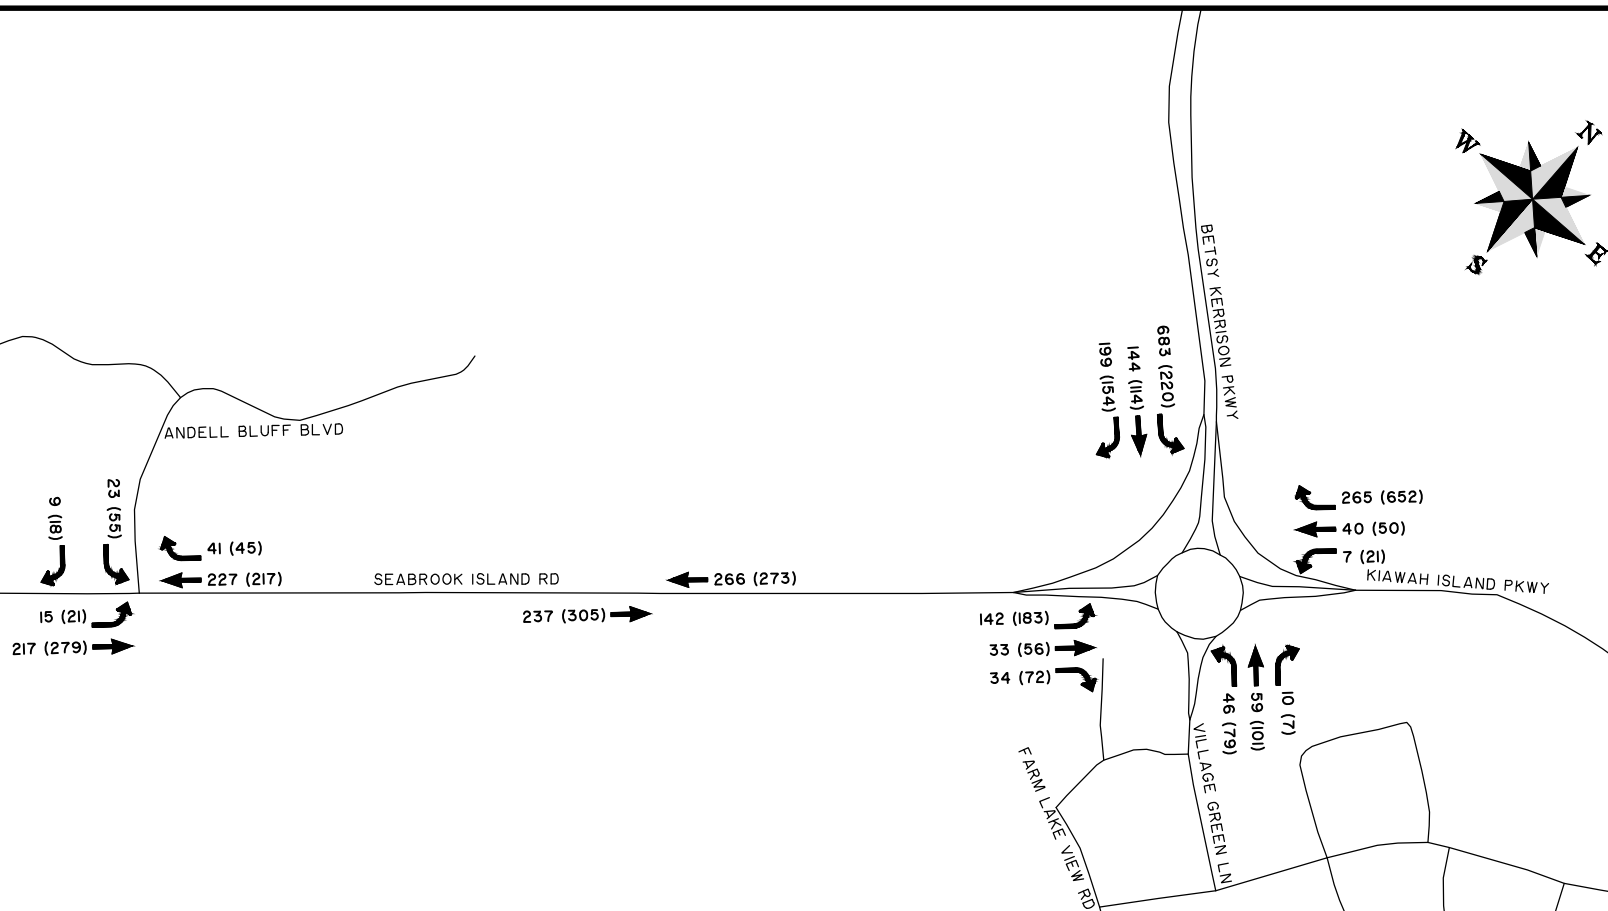 W
N
S
E
BETSY KERRISON PKWY
199 (154)
144 (114)
683 (220)
265 (652)
40 (50)
7 (21)
KIAWAH ISLAND PKWY
ANDELL BLUFF BLVD
9 (18)
23 (55)
41 (45)
227 (217)
SEABROOK ISLAND RD
266 (273)
15 (21)
217 (279)
237 (305)
142 (183)
33 (56)
34 (72)
46 (79)
59 (101)
10 (7)
VILLAGE GREEN LN
FARM LAKE VIEW RD